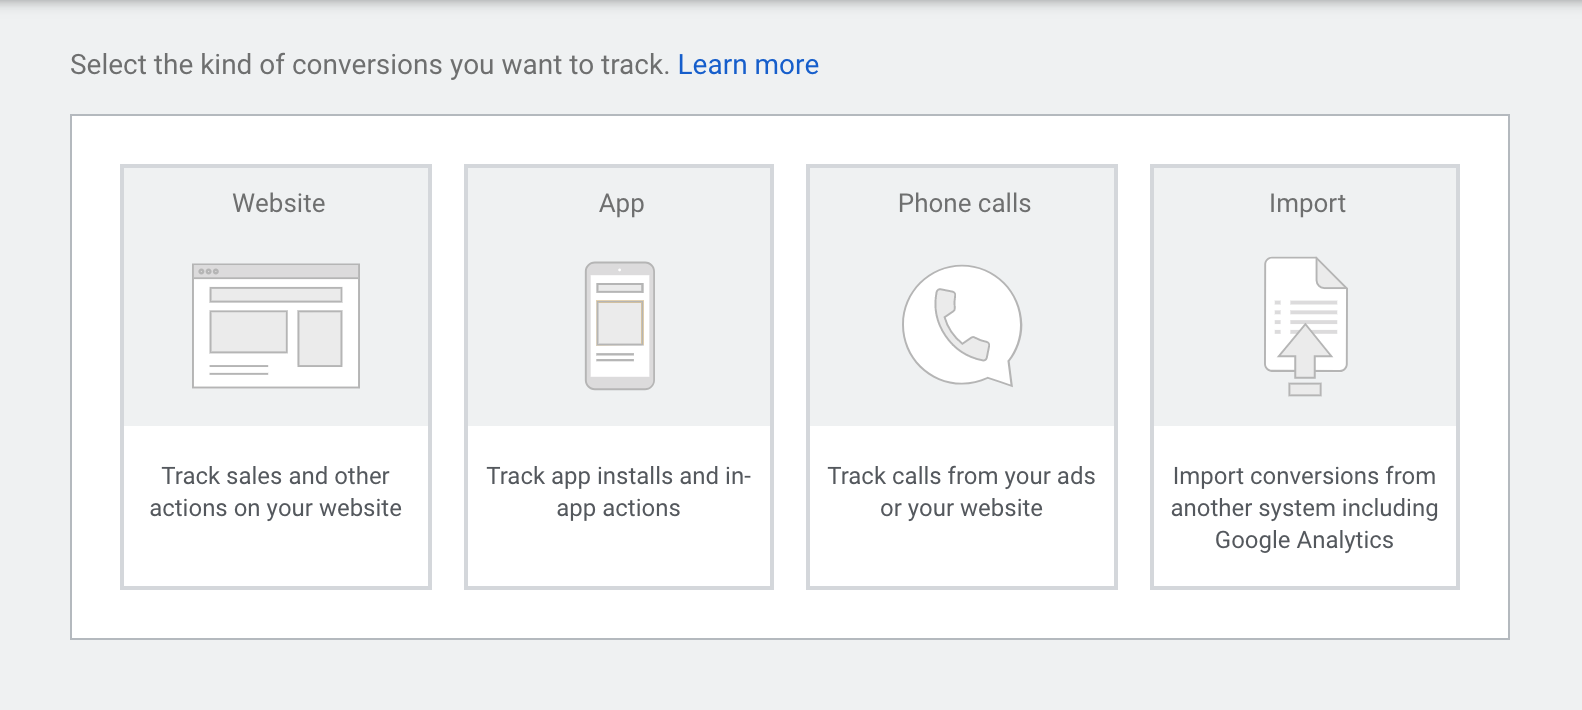 Select the kind of conversions you want to track. Learn more
Website
App
Phone calls
Import
Track sales and other
actions on your website
Track app installs and in-
app actions
Track calls from your ads
or your website
Import conversions from
another system including
Google Analytics